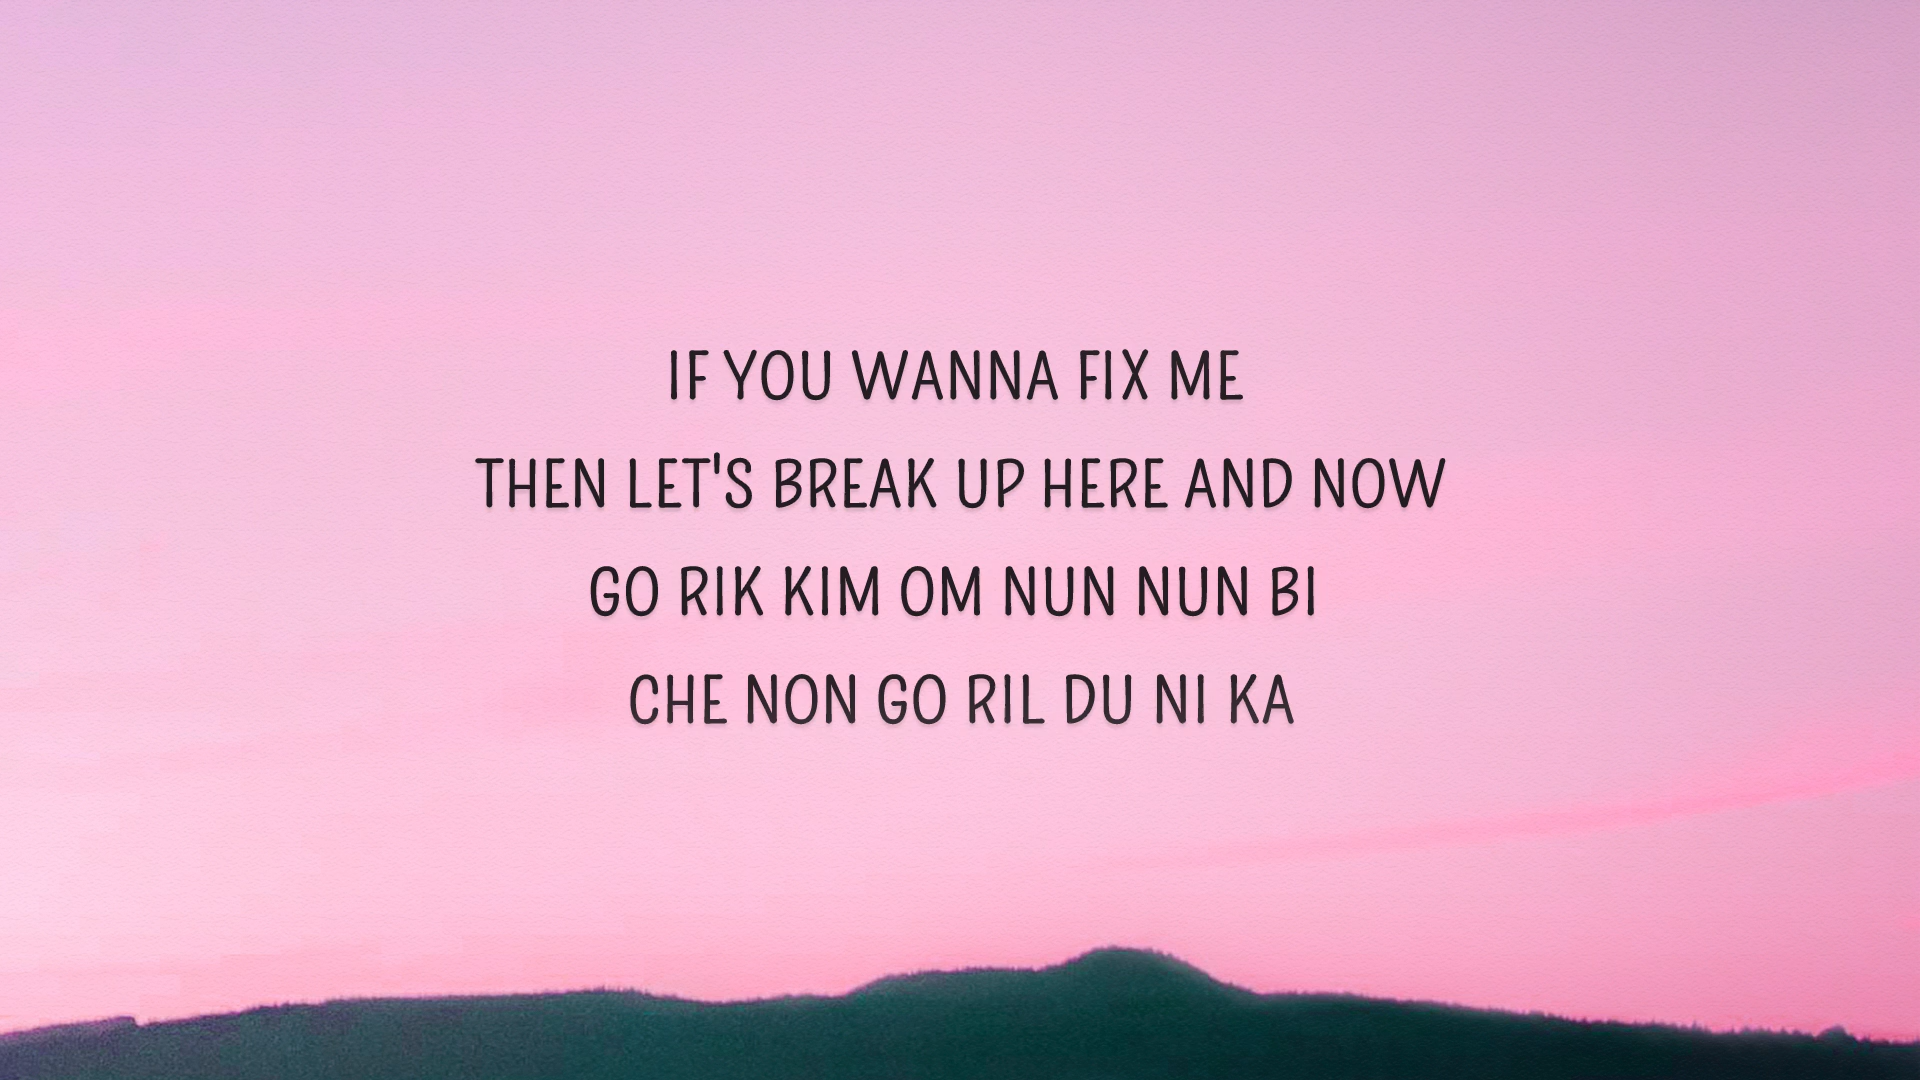 IF YOU WANNA FIX ME
THEN LET'S BREAK UP HERE AND NOW
GO RIK KIM OM NUN NUN BI
CHE NON GO RIL DU NI KA